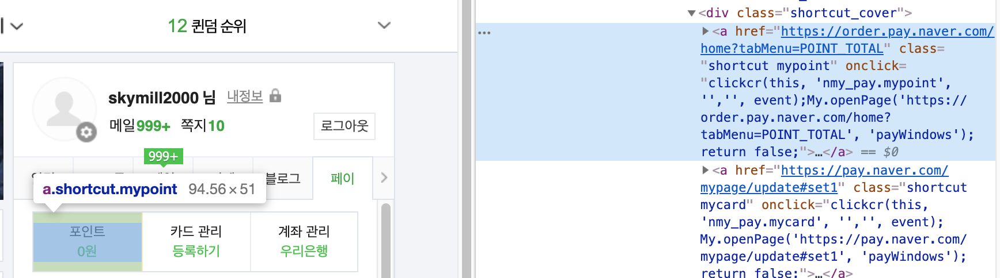 12 퀸덤 순위
skymill2000 님 내정보
메일999+ 쪽지10
로그아웃
999+
블로그 페이
a.shortcut.mypoint 94.56×51
포인트 카드 관리 계좌 관리
0원 등록하기 우리은행
▼<div class="shortcut_cover">
… ▶<a href="https://order.pay.naver.com/
home?tabMenu=POINT_TOTAL" class=
"shortcut mypoint" onclick=
"clickcr(this, 'nmy_pay.mypoint',
'','', event);My.openPage('https://
order.pay.naver.com/home?
tabMenu=POINT_TOTAL', 'payWindows');
return false;">…</a> == $0
▶<a href="https://pay.naver.com/
mypage/update#set1" class="shortcut
mycard" onclick="clickcr(this,
'nmy_pay.mycard', '','', event);
My.openPage('https://pay.naver.com/
mypage/update#set1', 'payWindows');
return false;">…</a>